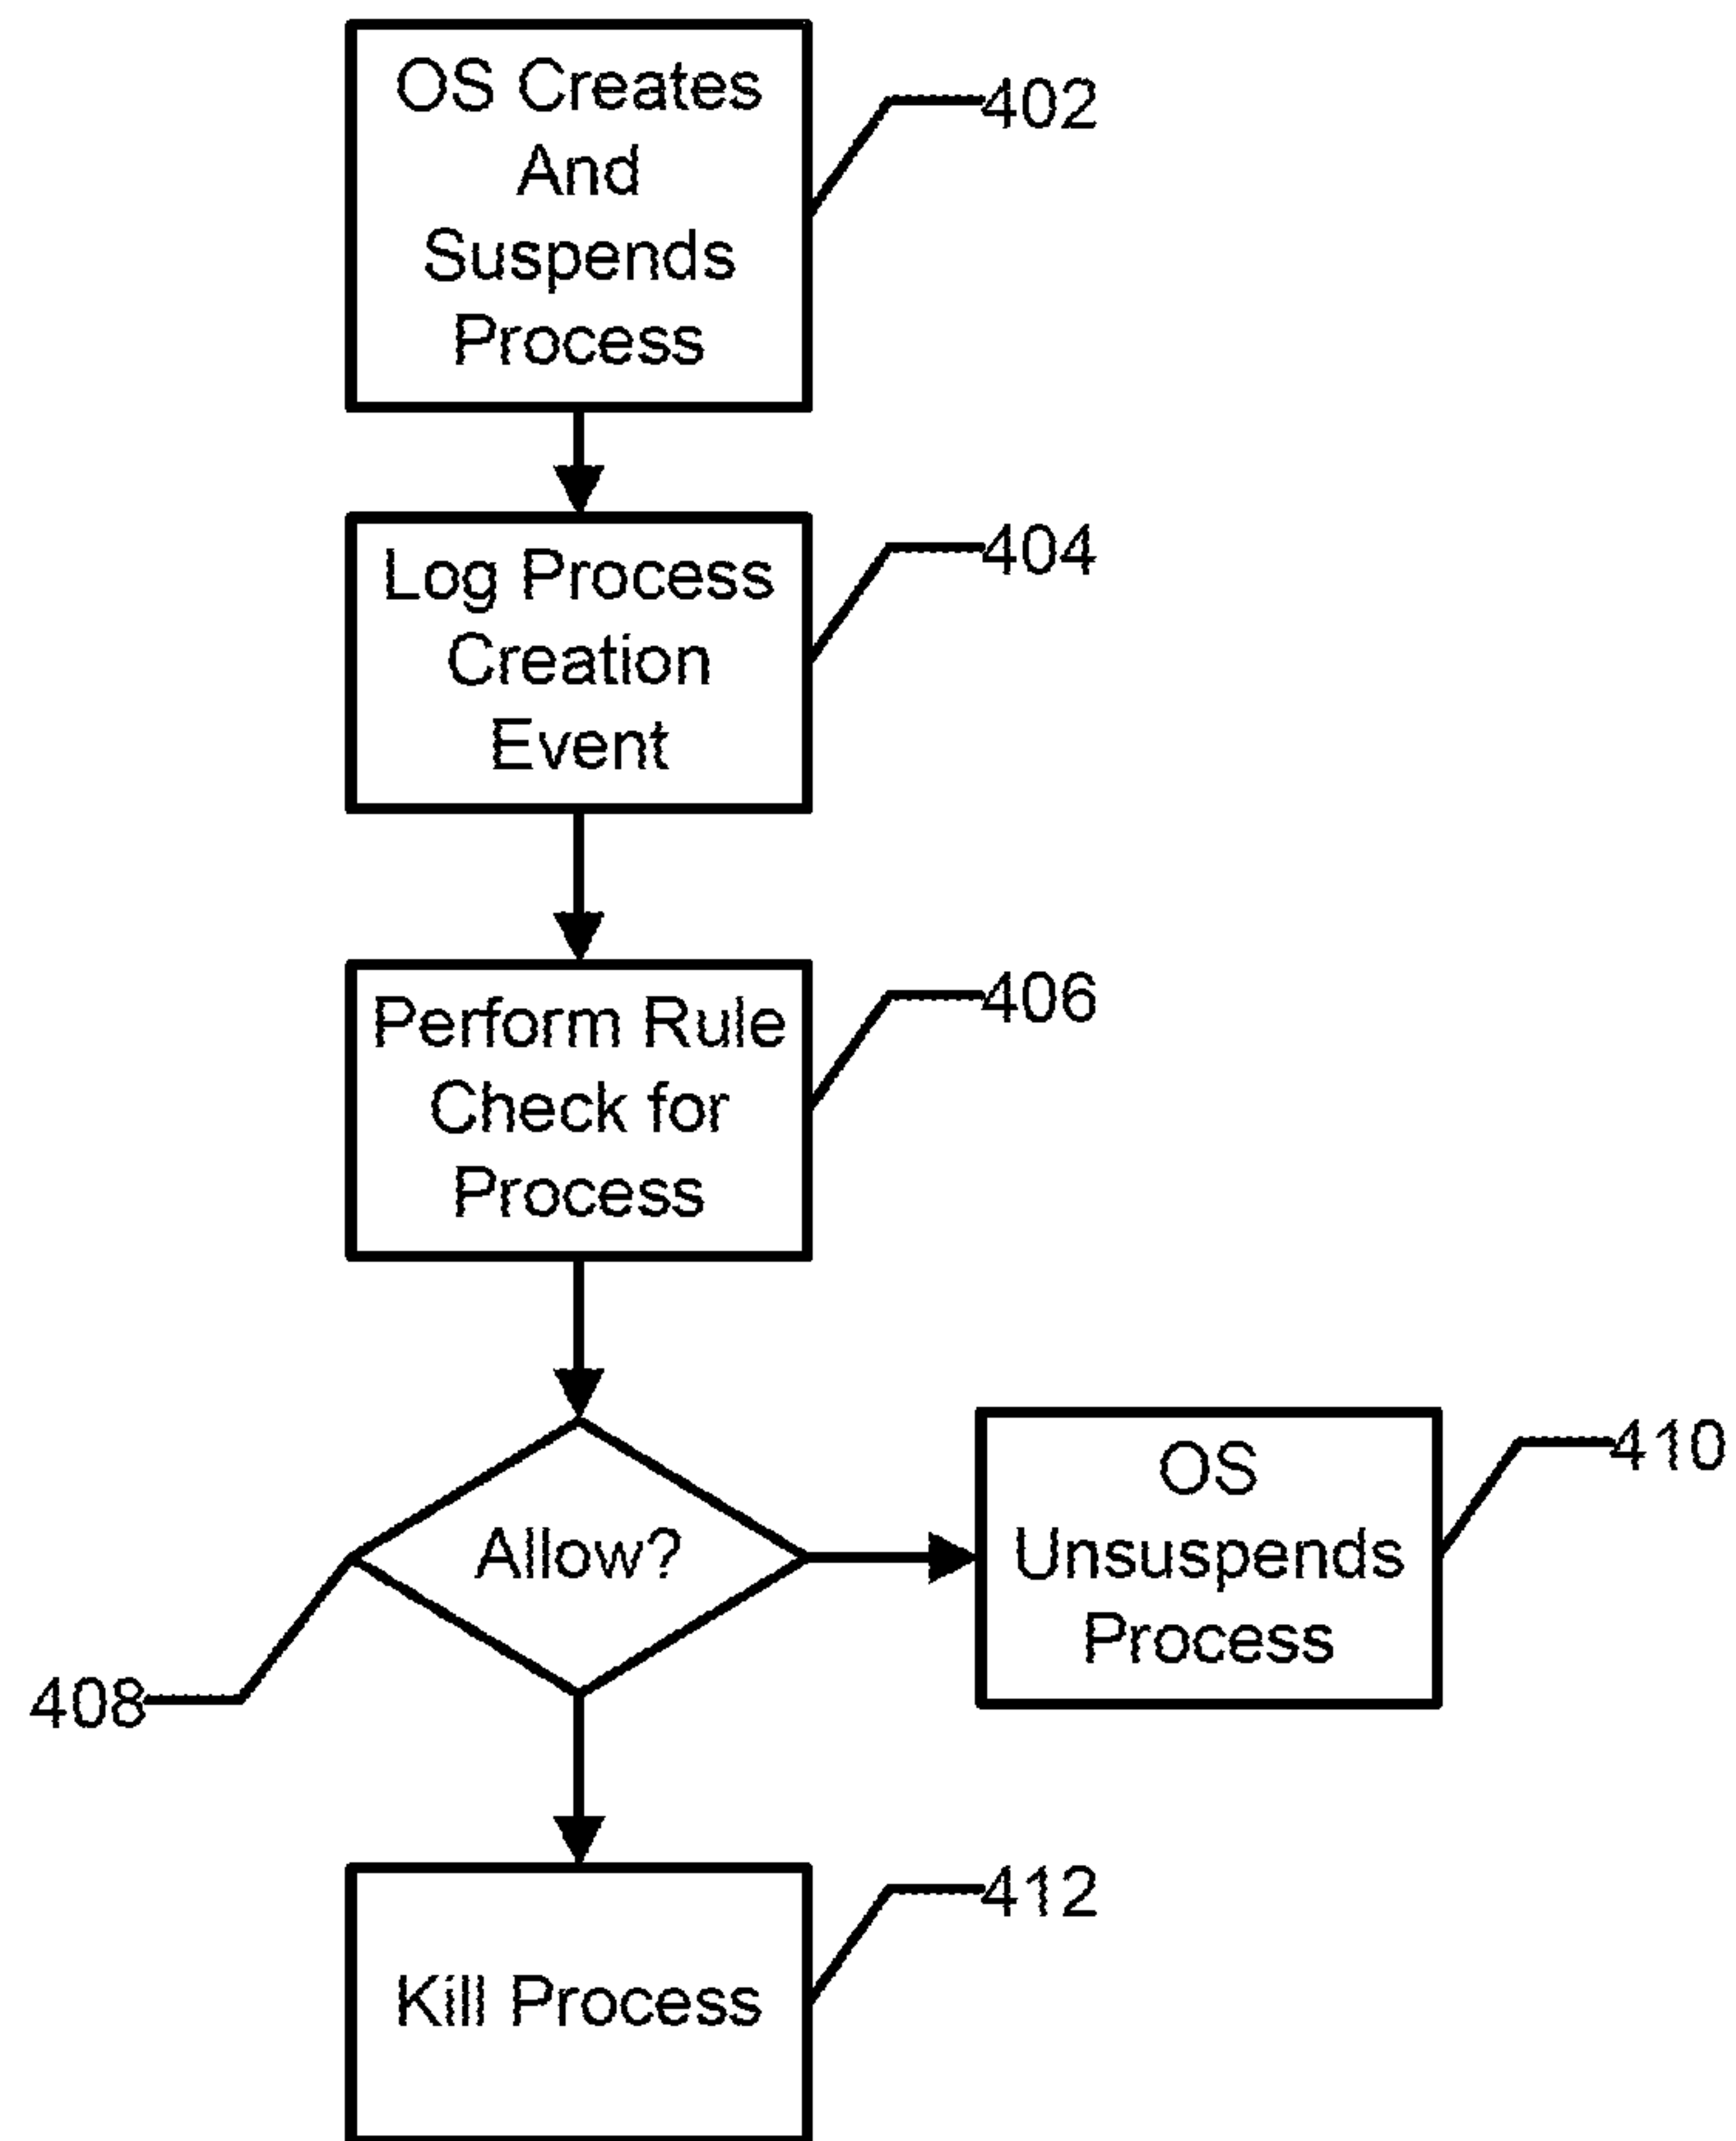 OS Creates
And
Suspends
Process
402
Log Process
Creation
Event
404
Perform Rule
Check for
Process
406
Allow?
408
OS
Unsuspends
Process
410
Kill Process
412